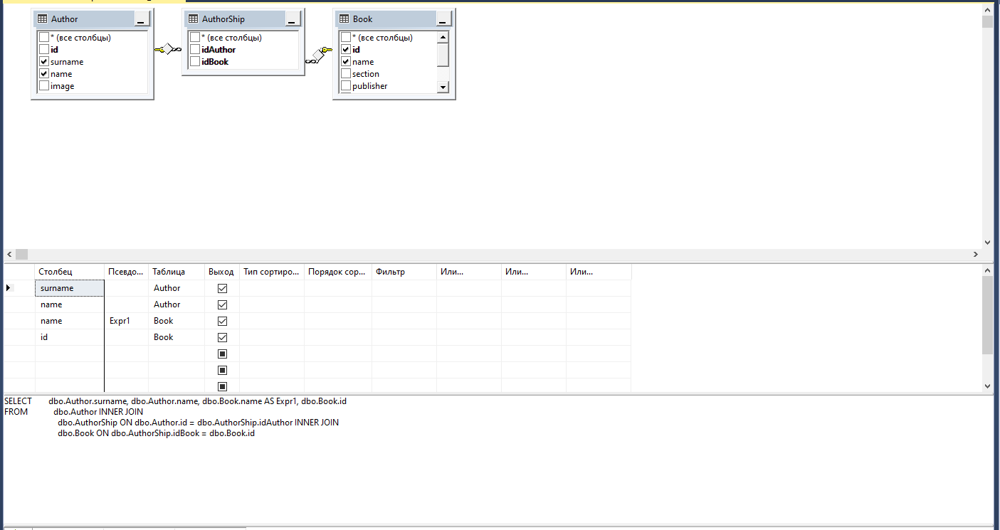 Author
* (все столбцы)
id
surname
name
image
AuthorShip
* (все столбцы)
idAuthor
idBook
Book
* (все столбцы)
id
name
section
publisher
Столбец Псевдо... Таблица Выход Тип сортиро... Порядок сор... Фильтр Или... Или... Или...
surname Author
name Author
name Expr1 Book
id Book
SELECT dbo.Author.surname, dbo.Author.name, dbo.Book.name AS Expr1, dbo.Book.id
FROM dbo.Author INNER JOIN
dbo.AuthorShip ON dbo.Author.id = dbo.AuthorShip.idAuthor INNER JOIN
dbo.Book ON dbo.AuthorShip.idBook = dbo.Book.id